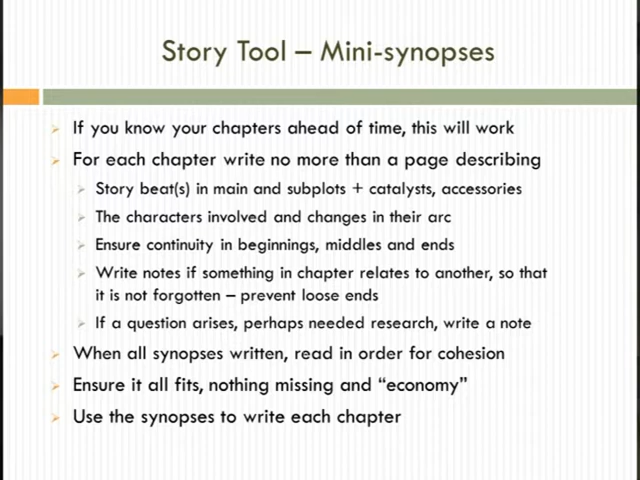 Story Tool – Mini-synopses
If you know your chapters ahead of time, this will work
For each chapter write no more than a page describing
Story beat(s) in main and subplots + catalysts, accessories
The characters involved and changes in their arc
Ensure continuity in beginnings, middles and ends
Write notes if something in chapter relates to another, so that
it is not forgotten – prevent loose ends
If a question arises, perhaps needed research, write a note
When all synopses written, read in order for cohesion
Ensure it all fits, nothing missing and “economy”
Use the synopses to write each chapter